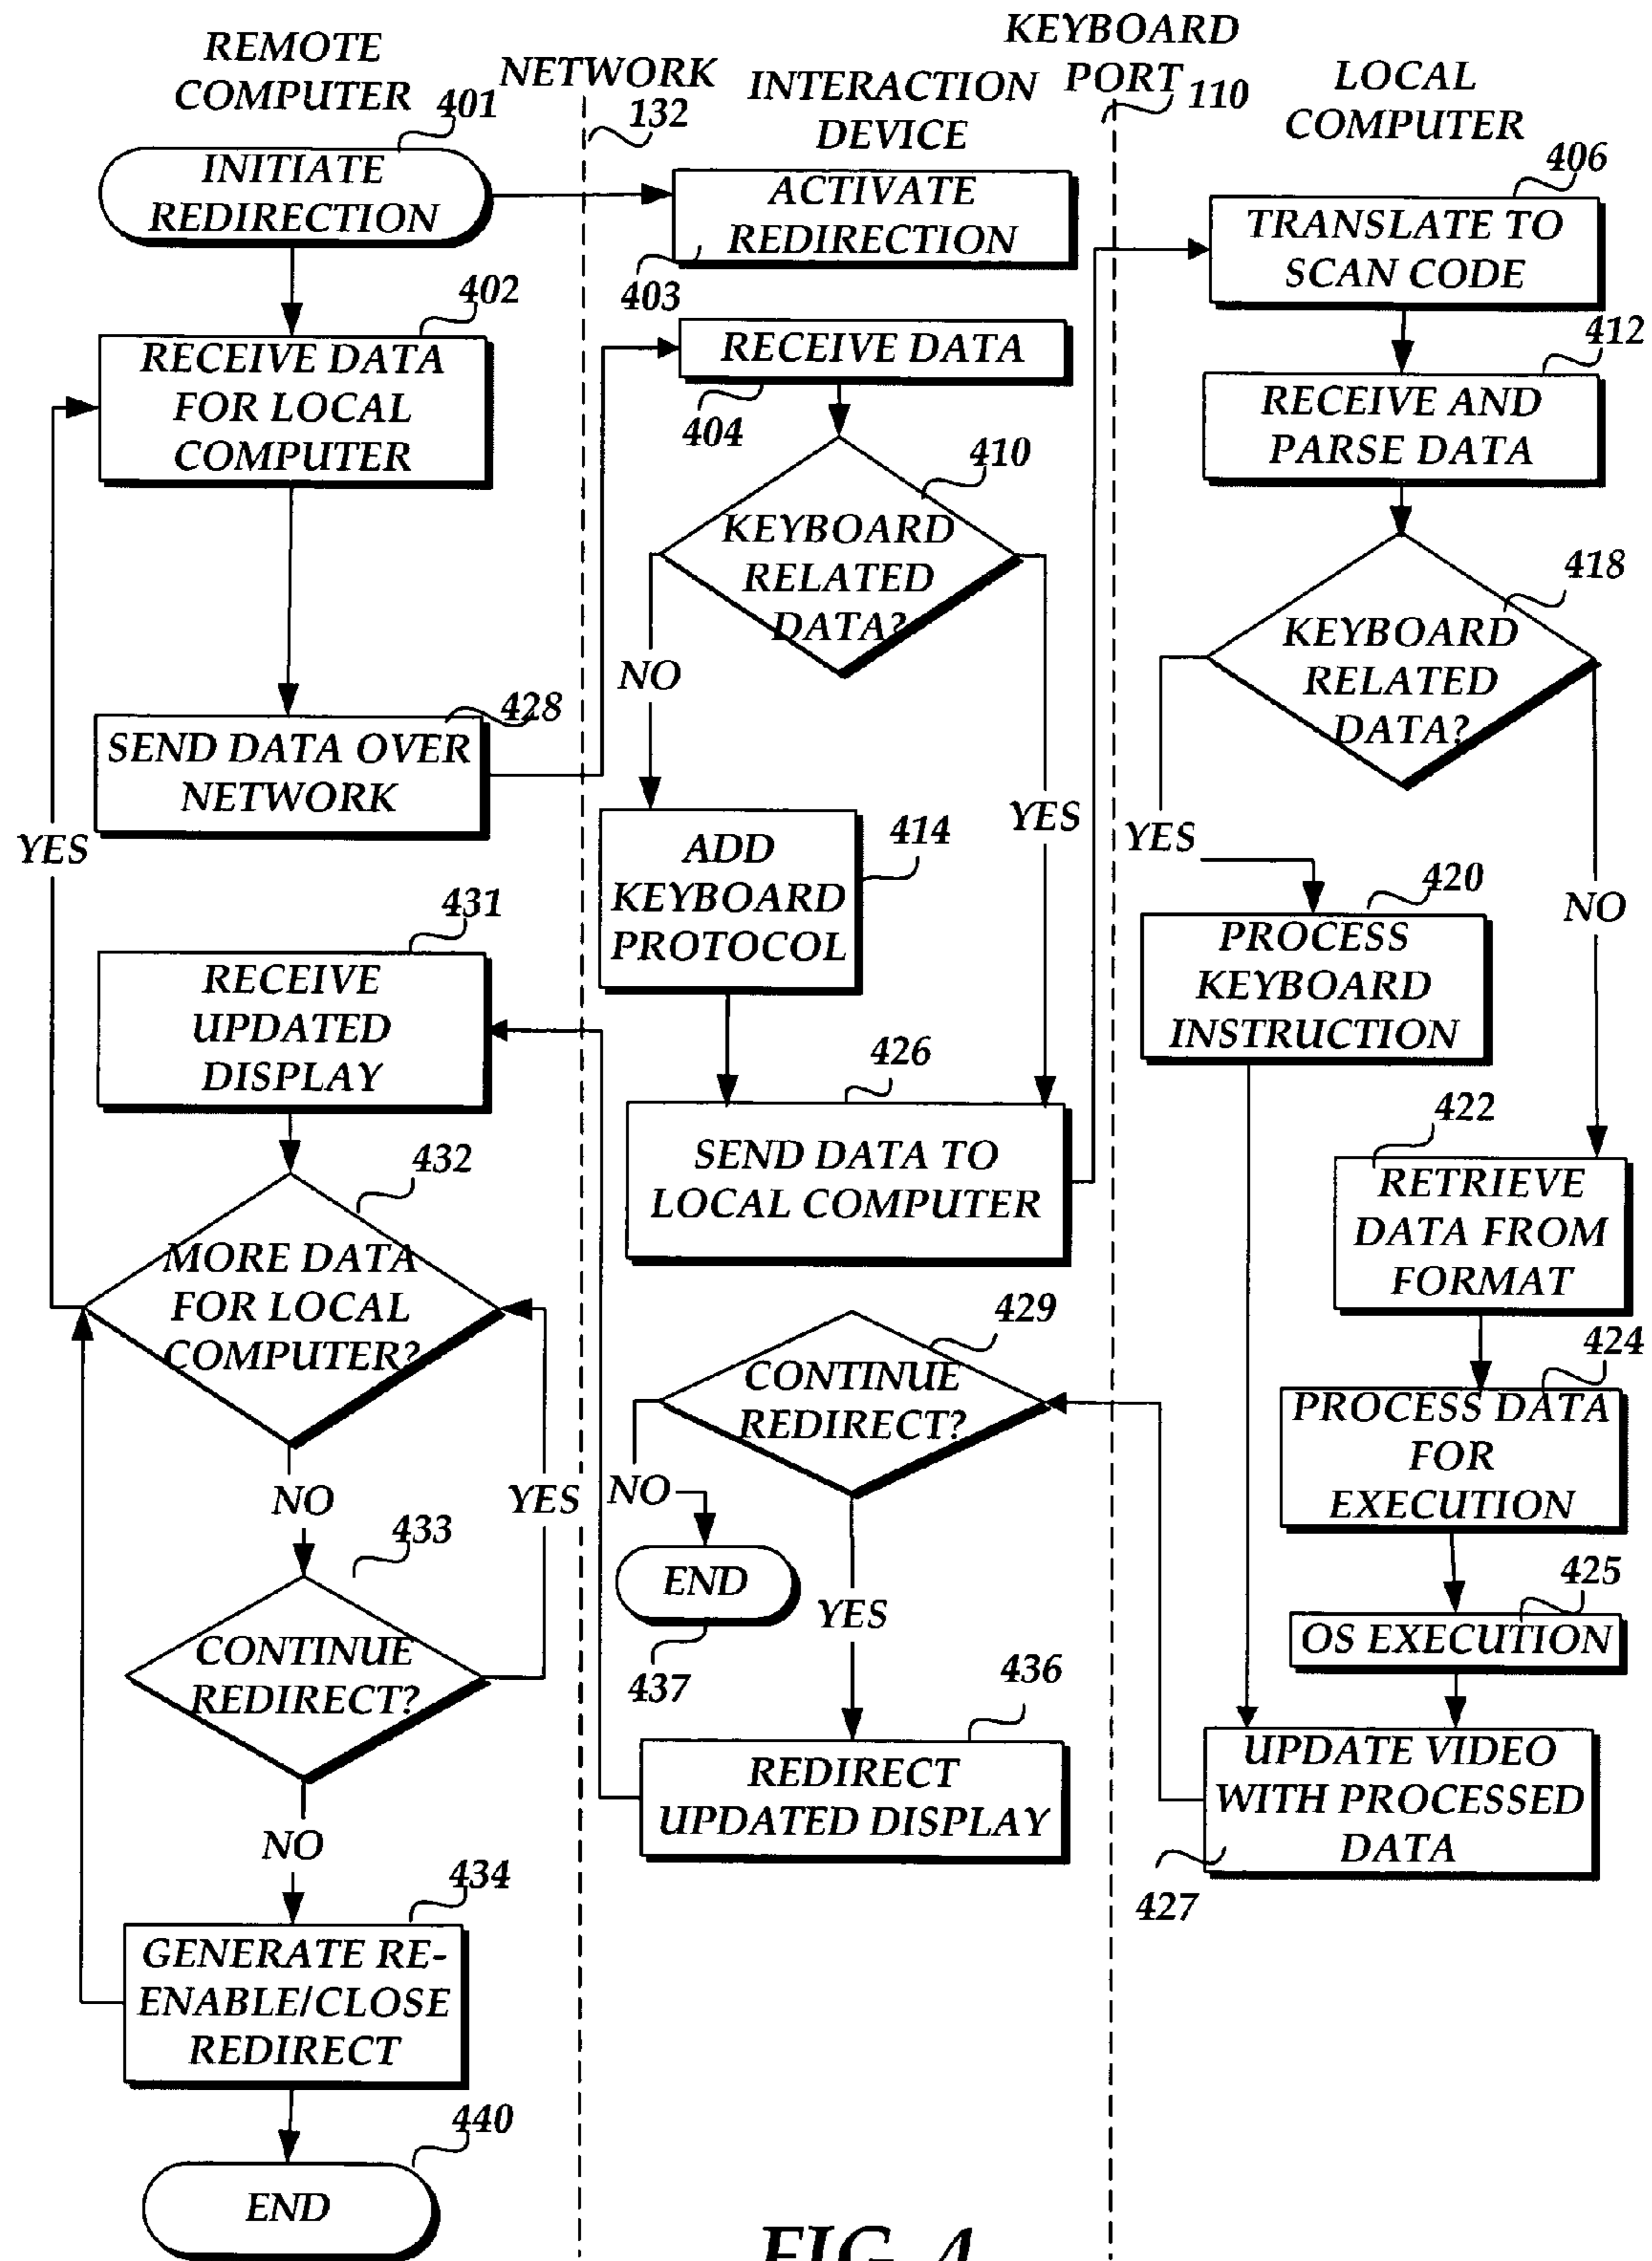 REMOTE
COMPUTER
401
NETWORK
132
INTERACTION
DEVICE
KEYBOARD
PORT
110
LOCAL
COMPUTER
INITIATE
REDIRECTION
402
RECEIVE DATA
FOR LOCAL
COMPUTER
428
SEND DATA OVER
NETWORK
YES
431
RECEIVE
UPDATED
DISPLAY
432
MORE DATA
FOR LOCAL
COMPUTER?
NO
YES
433
CONTINUE
REDIRECT?
NO
434
GENERATE RE-
ENABLE/CLOSE
REDIRECT
440
END
ACTIVATE
REDIRECTION
403
RECEIVE DATA
404
410
KEYBOARD
RELATED
DATA?
NO
YES
ADD
KEYBOARD
PROTOCOL
414
426
SEND DATA TO
LOCAL COMPUTER
429
CONTINUE
REDIRECT?
NO
END
437
YES
436
REDIRECT
UPDATED DISPLAY
406
TRANSLATE TO
SCAN CODE
412
RECEIVE AND
PARSE DATA
418
KEYBOARD
RELATED
DATA?
YES
NO
420
PROCESS
KEYBOARD
INSTRUCTION
422
RETRIEVE
DATA FROM
FORMAT
424
PROCESS DATA
FOR
EXECUTION
425
OS EXECUTION
UPDATE VIDEO
WITH PROCESSED
DATA
427
FIG. 4